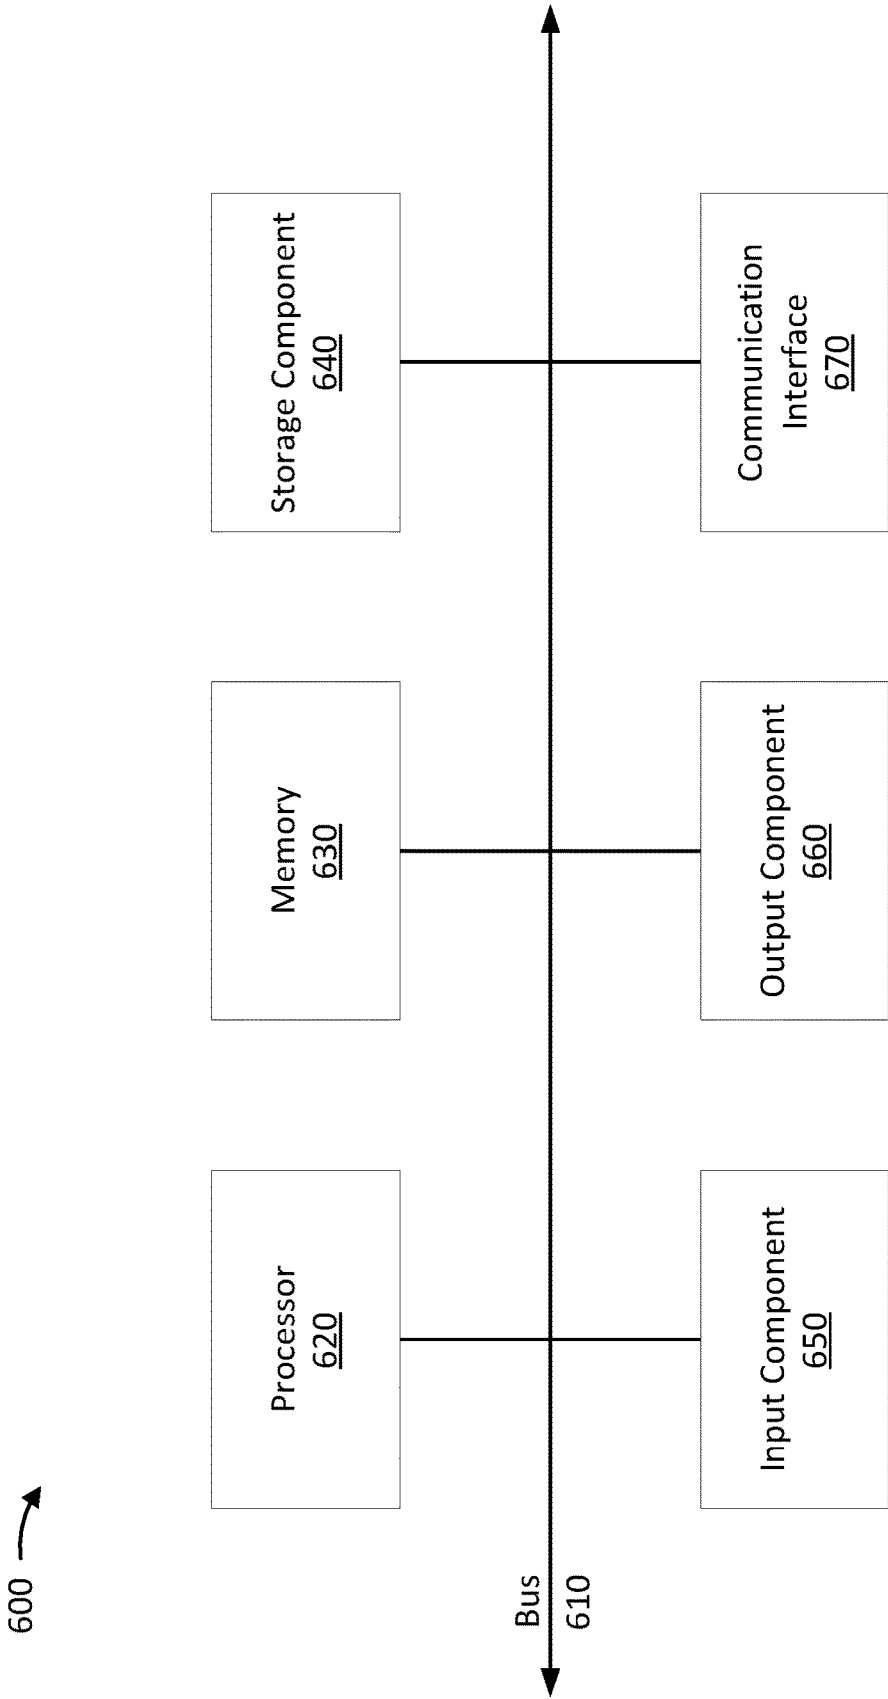 600
Processor
620
Memory
630
Storage Component
640
Bus
610
Input Component
650
Output Component
660
Communication
Interface
670